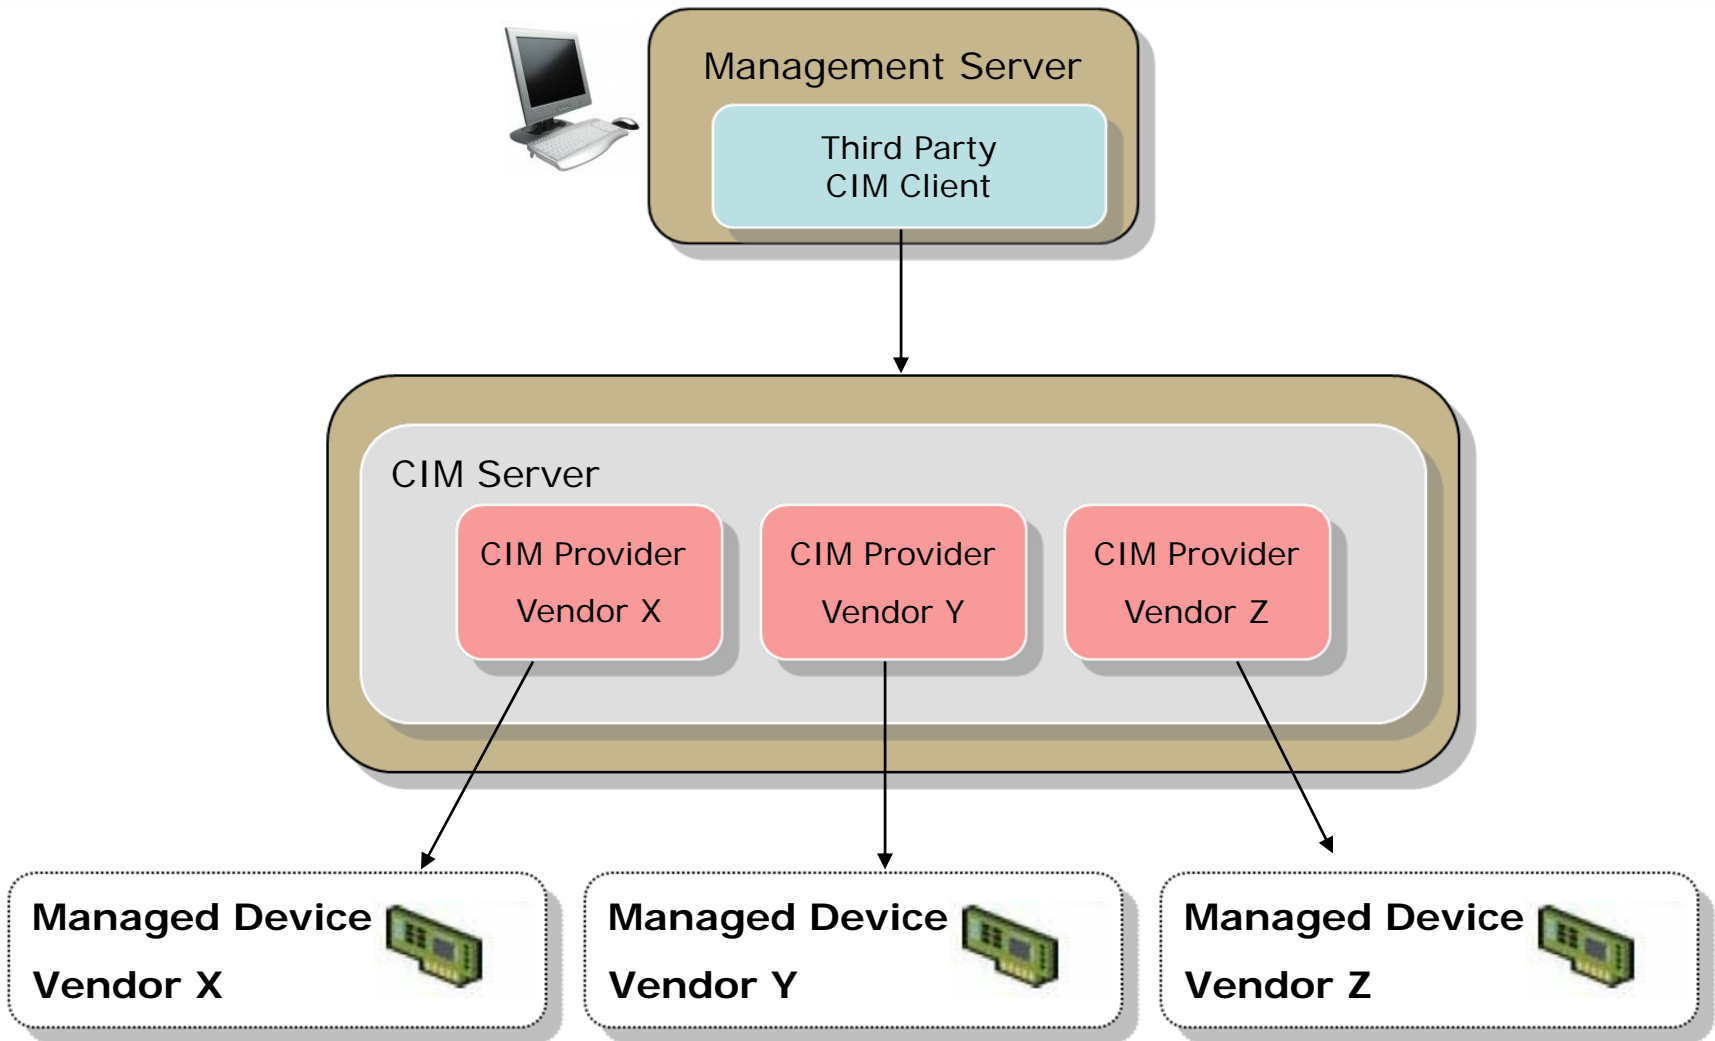 Management Server
Third Party
CIM Client
CIM Server
CIM Provider
Vendor X
CIM Provider
Vendor Y
CIM Provider
Vendor Z
Managed Device
Vendor X
Managed Device
Vendor Y
Managed Device
Vendor Z